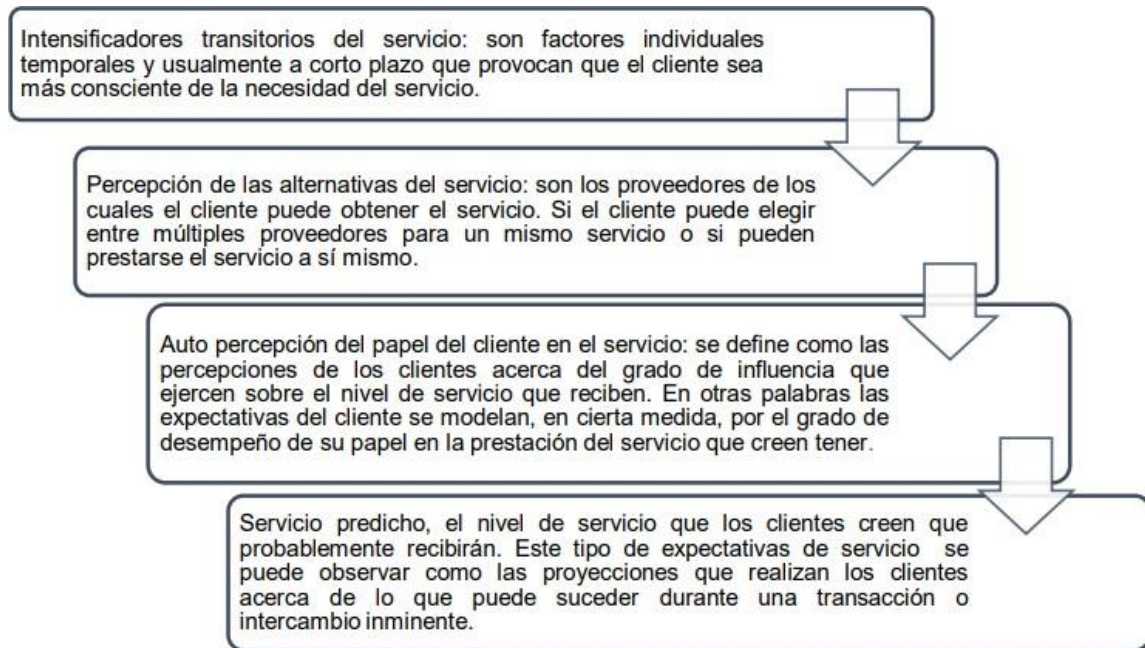 Intensificadores transitorios del servicio: son factores individuales
temporales y usualmente a corto plazo que provocan que el cliente sea
más consciente de la necesidad del servicio.
Percepción de las alternativas del servicio: son los proveedores de los
cuales el cliente puede obtener el servicio. Si el cliente puede elegir
entre múltiples proveedores para un mismo servicio o si pueden
prestarse el servicio a sí mismo.
Auto percepción del papel del cliente en el servicio: se define como las
percepciones de los clientes acerca del grado de influencia que
ejercen sobre el nivel de servicio que reciben. En otras palabras las
expectativas del cliente se modelan, en cierta medida, por el grado de
desempeño de su papel en la prestación del servicio que creen tener.
Servicio predicho, el nivel de servicio que los clientes creen que
probablemente recibirán. Este tipo de expectativas de servicio se
puede observar como las proyecciones que realizan los clientes
acerca de lo que puede suceder durante una transacción o
intercambio inminente.